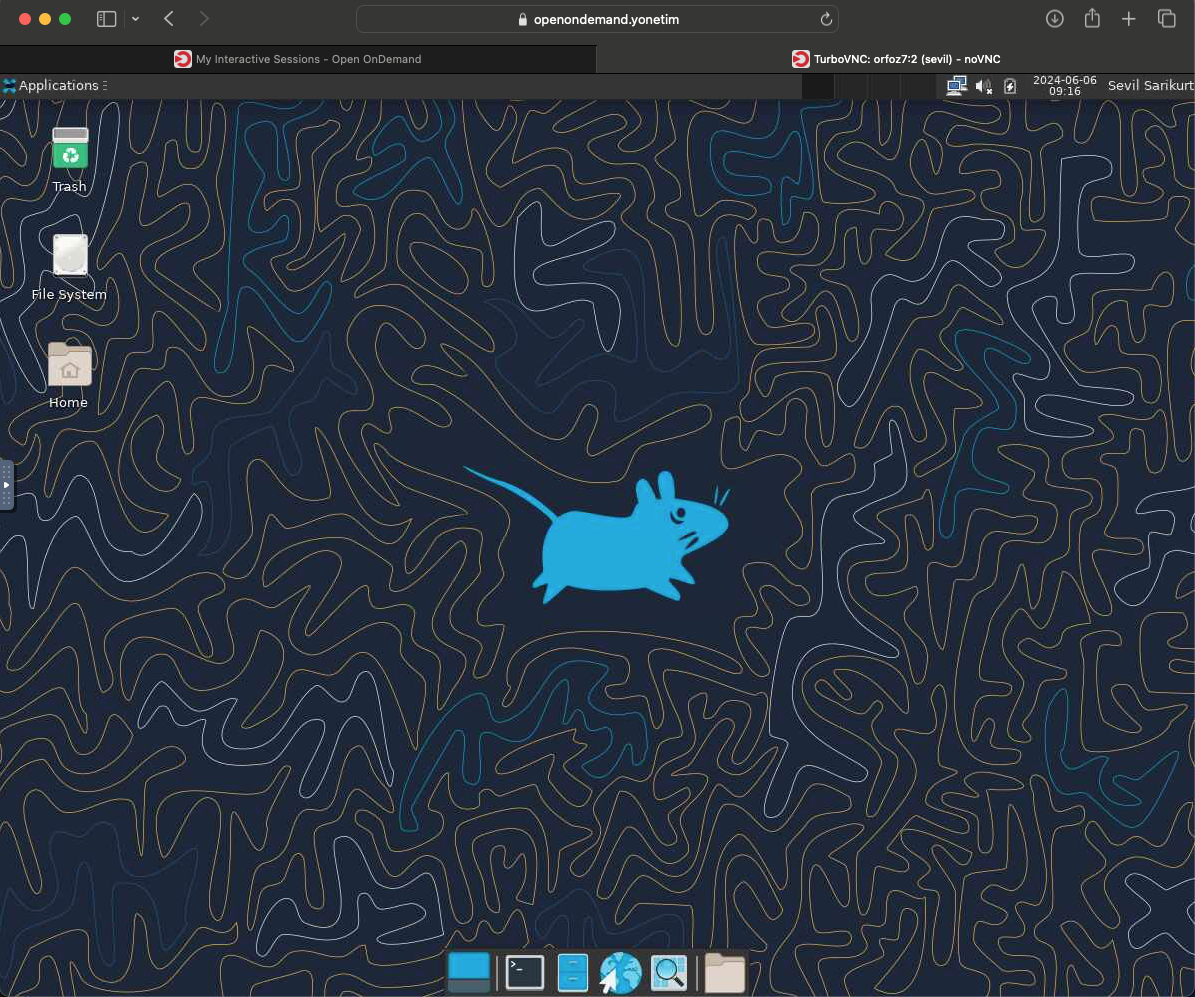 openondemand.yonetim
My Interactive Sessions - Open OnDemand
TurboVNC: orfoz7:2 (sevil) - noVNC
Applications
2024-06-06
09:16
Sevil Sarikurt
Trash
File System
Home